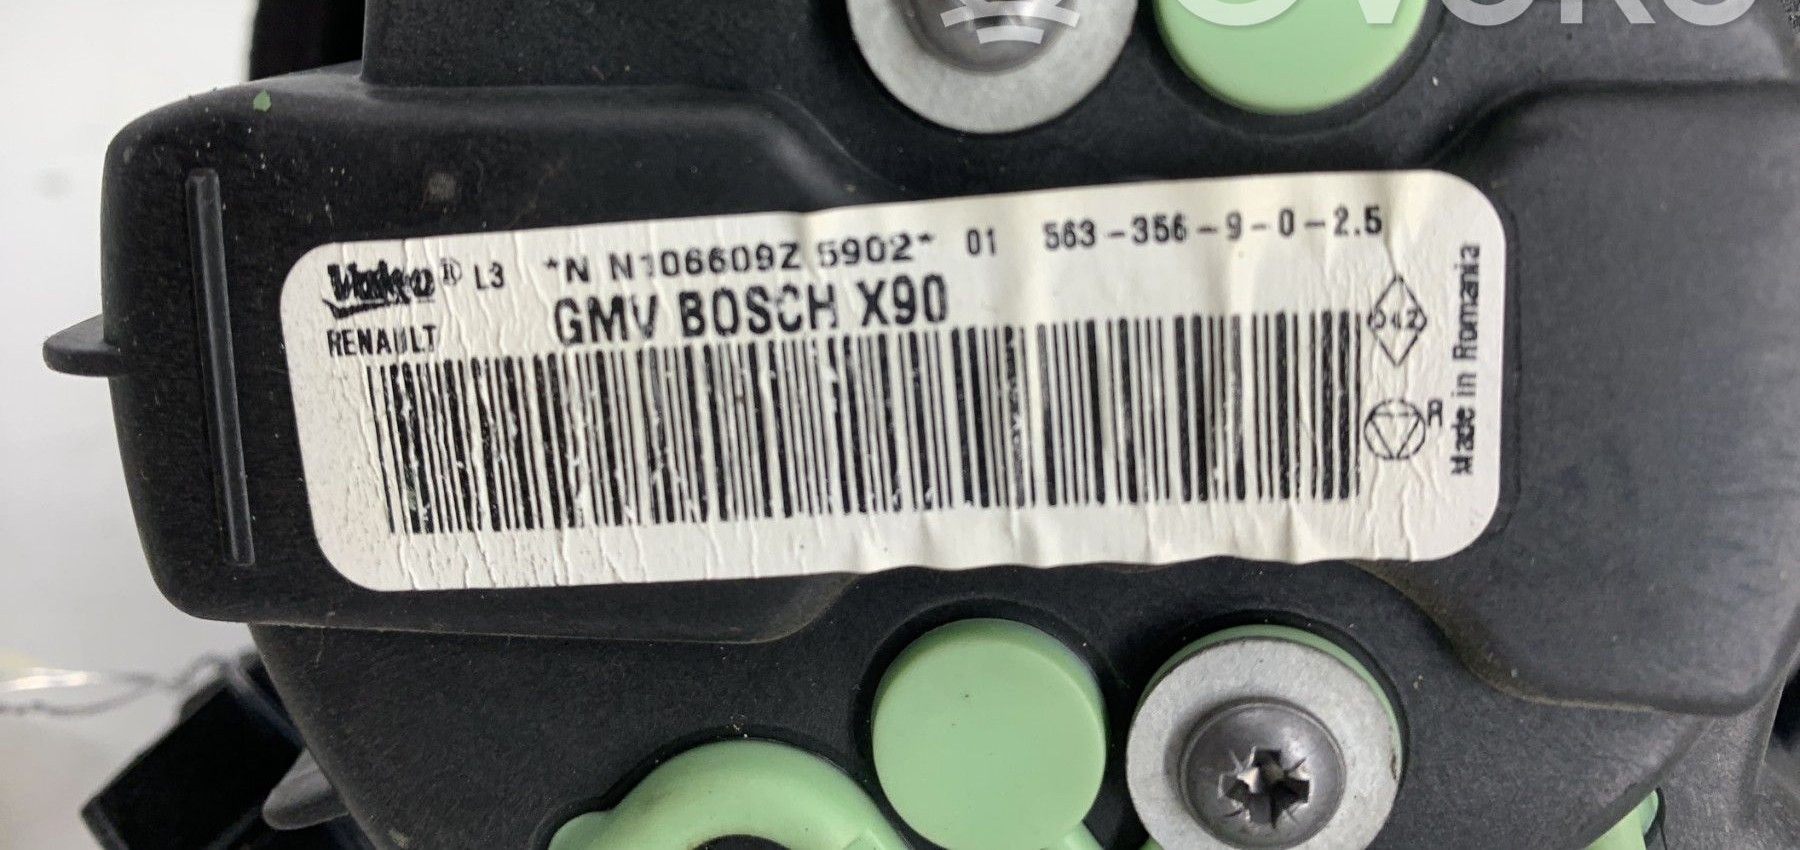 Valeo® L3 *N N106609Z 5902* 01 563-356-9-0-2.5
RENAULT GMV BOSCH X90
R
Made in Romania